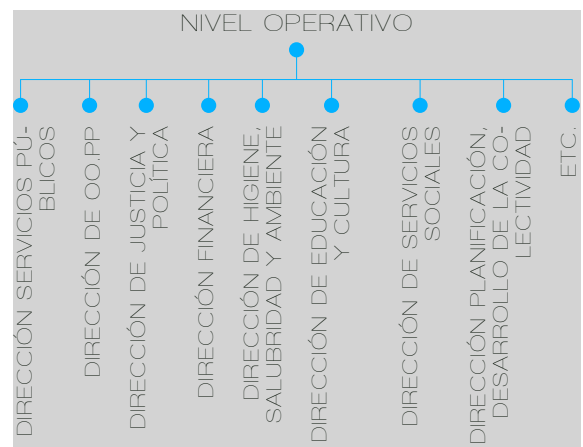 NIVEL OPERATIVO
DIRECCIÓN SERVICIOS PÚ-
BLICOS
DIRECCIÓN DE OO.PP
DIRECCIÓN DE JUSTICIA Y
POLÍTICA
DIRECCIÓN FINANCIERA
DIRECCIÓN DE HIGIENE,
SALUBRIDAD Y AMBIENTE
DIRECCIÓN DE EDUCACIÓN
Y CULTURA
DIRECCIÓN DE SERVICIOS
SOCIALES
DIRECCIÓN PLANIFICACIÓN,
DESARROLLO DE LA CO-
LECTIVIDAD
ETC.